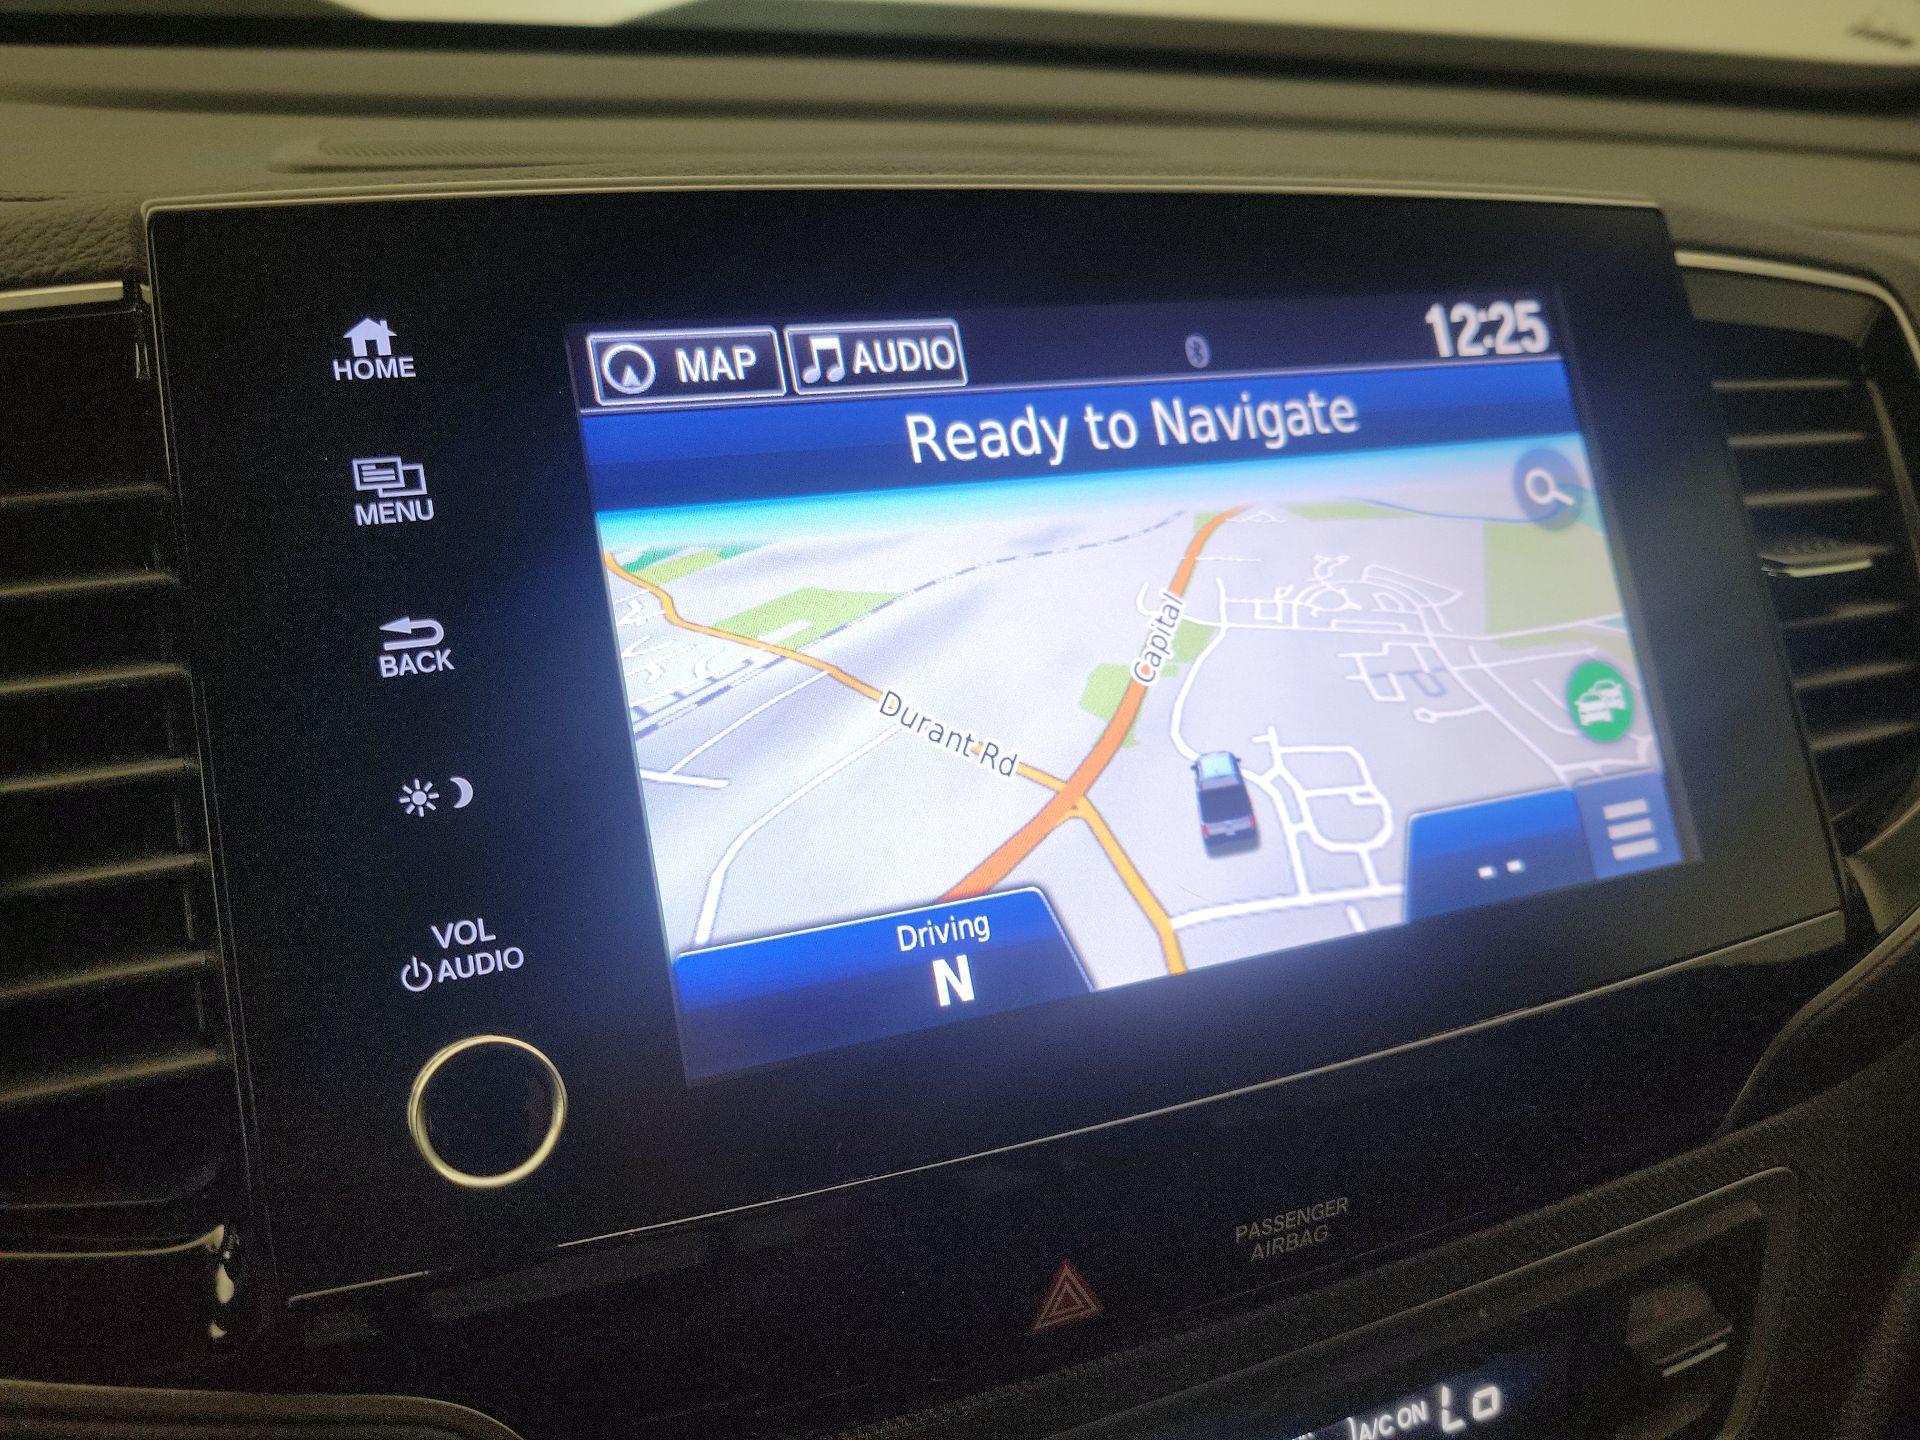 HOME
MENU
BACK
VOL
AUDIO
MAP
AUDIO
12:25
Ready to Navigate
Capital
Durant Rd
Driving
N
--
PASSENGER
AIRBAG
A/C ON
Lo